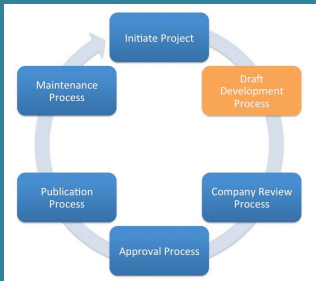 Initiate Project
Draft
Development
Process
Company Review
Process
Approval Process
Publication
Process
Maintenance
Process